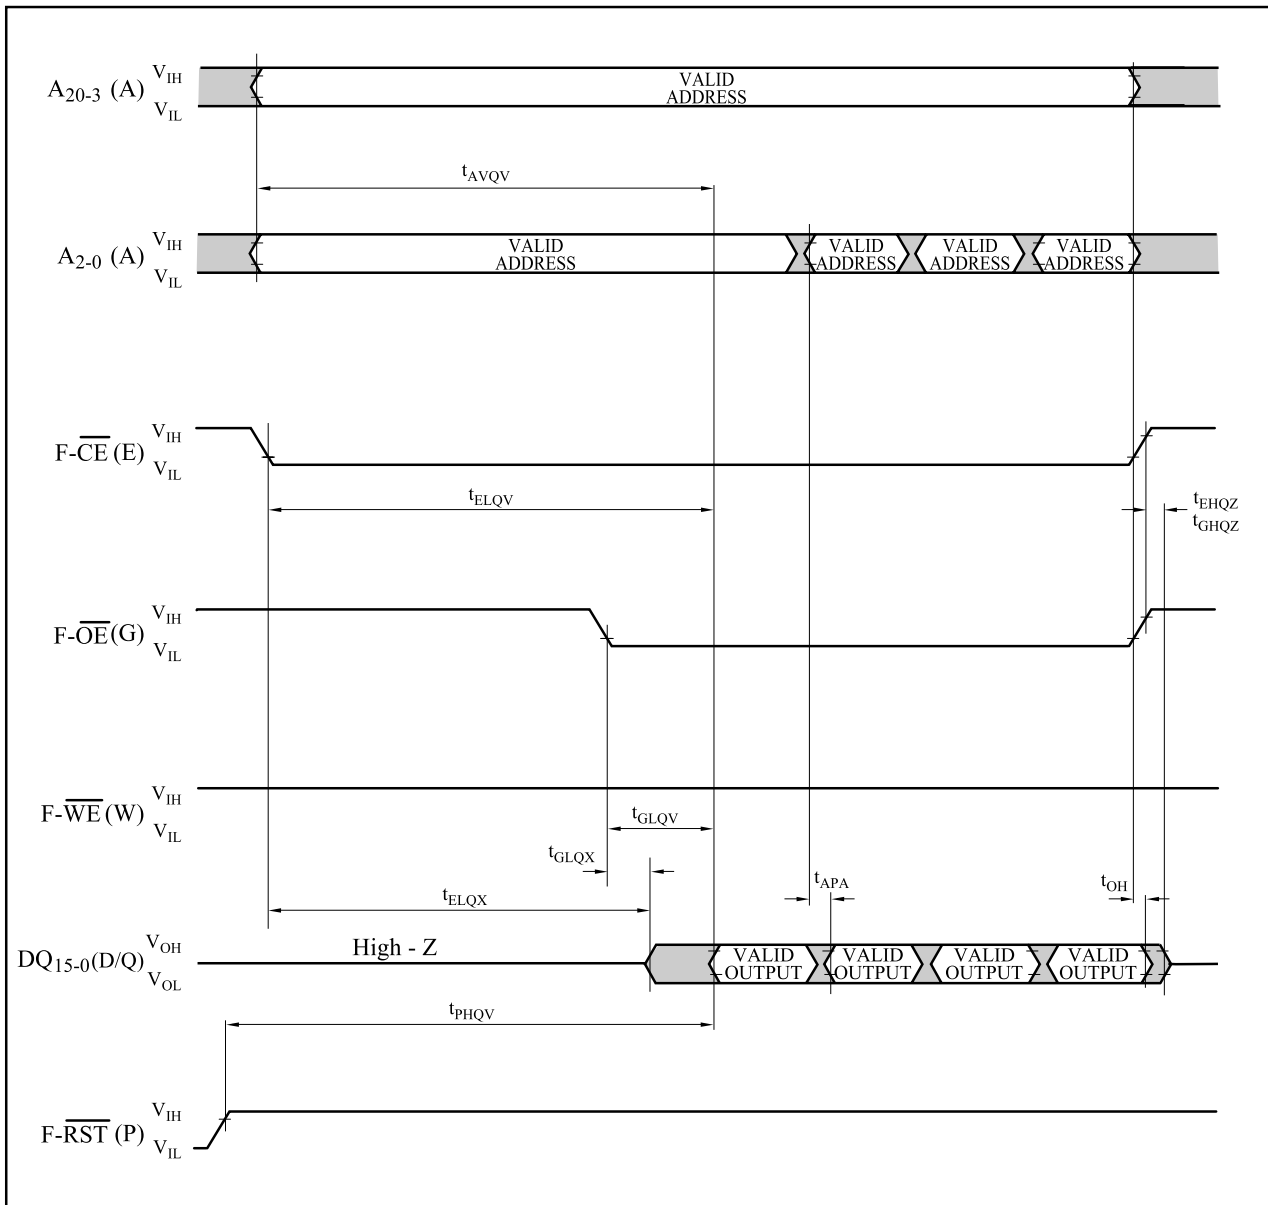 A20-3 (A) VIH VALID
VIL ADDRESS
tAVQV
A2-0 (A) VIH VALID VALID VALID VALID
VIL ADDRESS ADDRESS ADDRESS ADDRESS
F-CE (E) VIH
VIL
tELQV
tEHQZ
tGHQZ
F-OE (G) VIH
VIL
F-WE (W) VIH
VIL
tGLQV
tGLQX
tELQX
tAPA
tOH
DQ15-0 (D/Q) VOH High - Z VALID VALID VALID VALID
VOL OUTPUT OUTPUT OUTPUT OUTPUT
tPHQV
F-RST (P) VIH
VIL